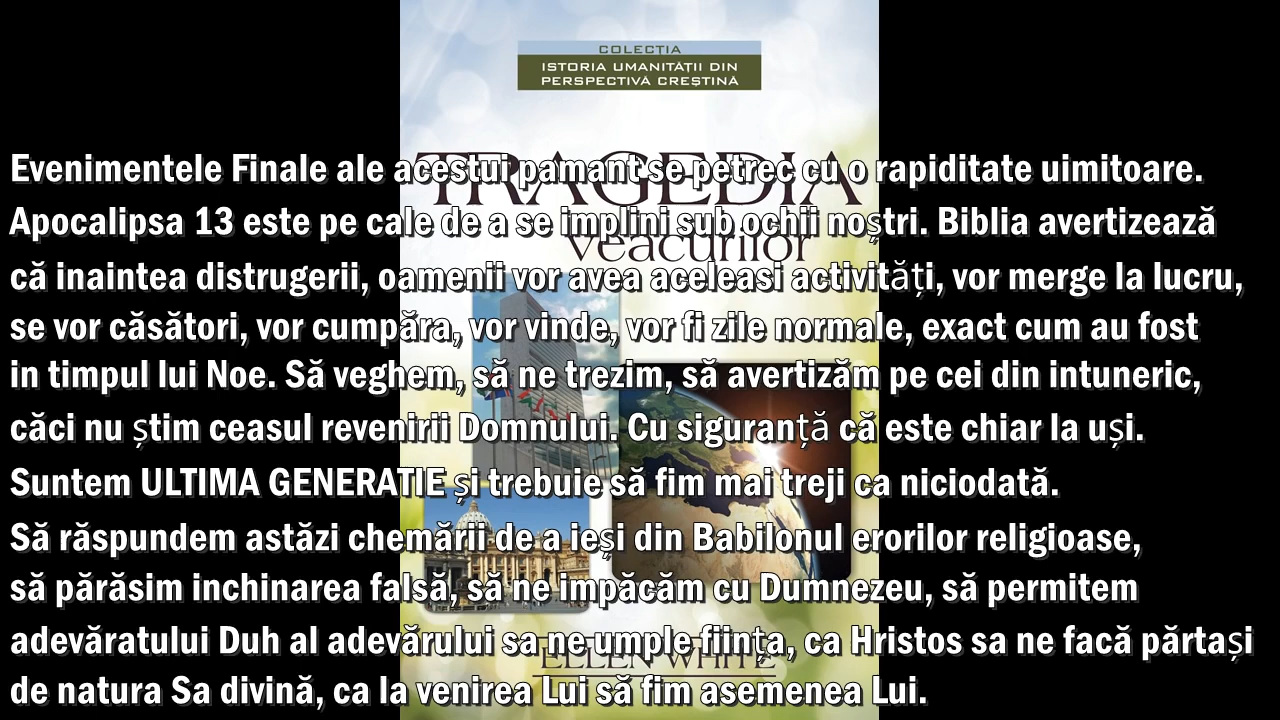 COLECȚIA
ISTORIA UMANITĂȚII DIN
PERSPECTIVĂ CREȘTINĂ
TRAGEDIA
veacurilor
Evenimentele Finale ale acestui pamant se petrec cu o rapiditate uimitoare.
Apocalipsa 13 este pe cale de a se implini sub ochii noștri. Biblia avertizează
că inaintea distrugerii, oamenii vor avea aceleasi activități, vor merge la lucru,
se vor căsători, vor cumpăra, vor vinde, vor fi zile normale, exact cum au fost
in timpul lui Noe. Să veghem, să ne trezim, să avertizăm pe cei din intuneric,
căci nu știm ceasul revenirii Domnului. Cu siguranță că este chiar la uși.
Suntem ULTIMA GENERATIE și trebuie să fim mai treji ca niciodată.
Să răspundem astăzi chemării de a ieși din Babilonul erorilor religioase,
să părăsim inchinarea falsă, să ne impăcăm cu Dumnezeu, să permitem
adevăratului Duh al adevărului sa ne umple ființa, ca Hristos sa ne facă părtași
de natura Sa divină, ca la venirea Lui să fim asemenea Lui.
ELLEN WHITE